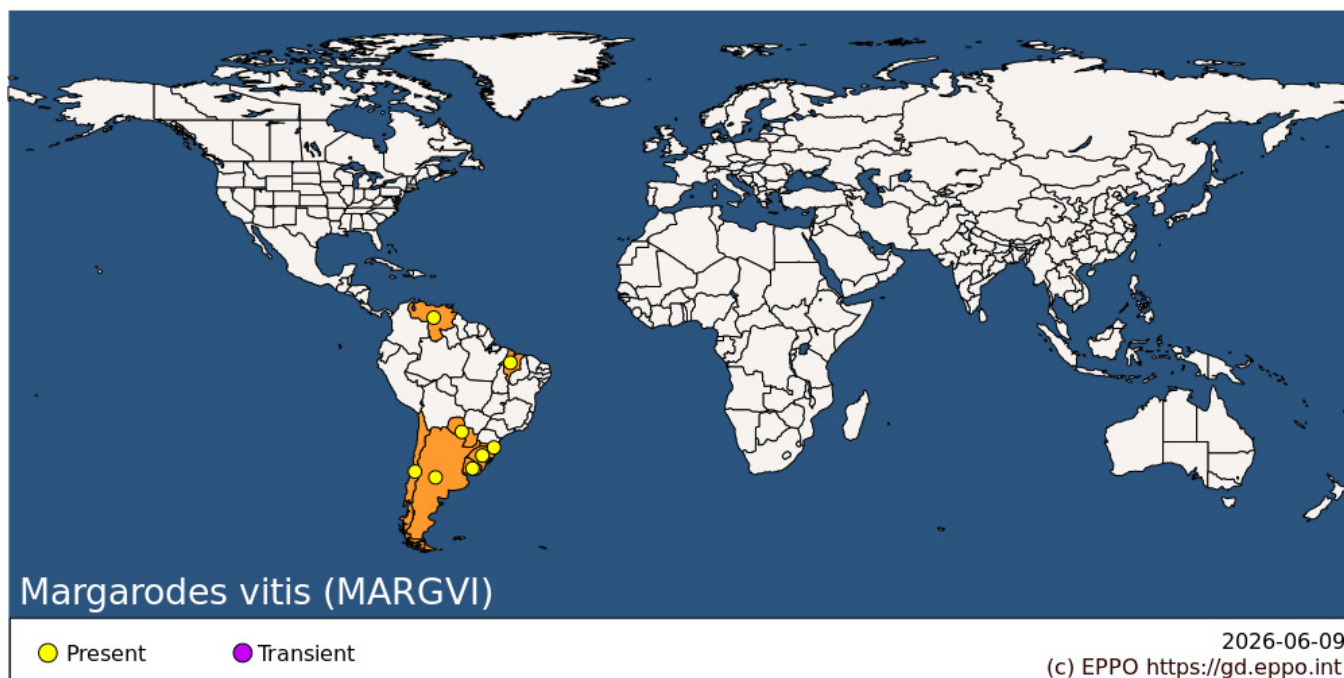 Margarodes vitis (MARGVI)
Present
Transient
2026-06-09
(c) EPPO https://gd.eppo.int